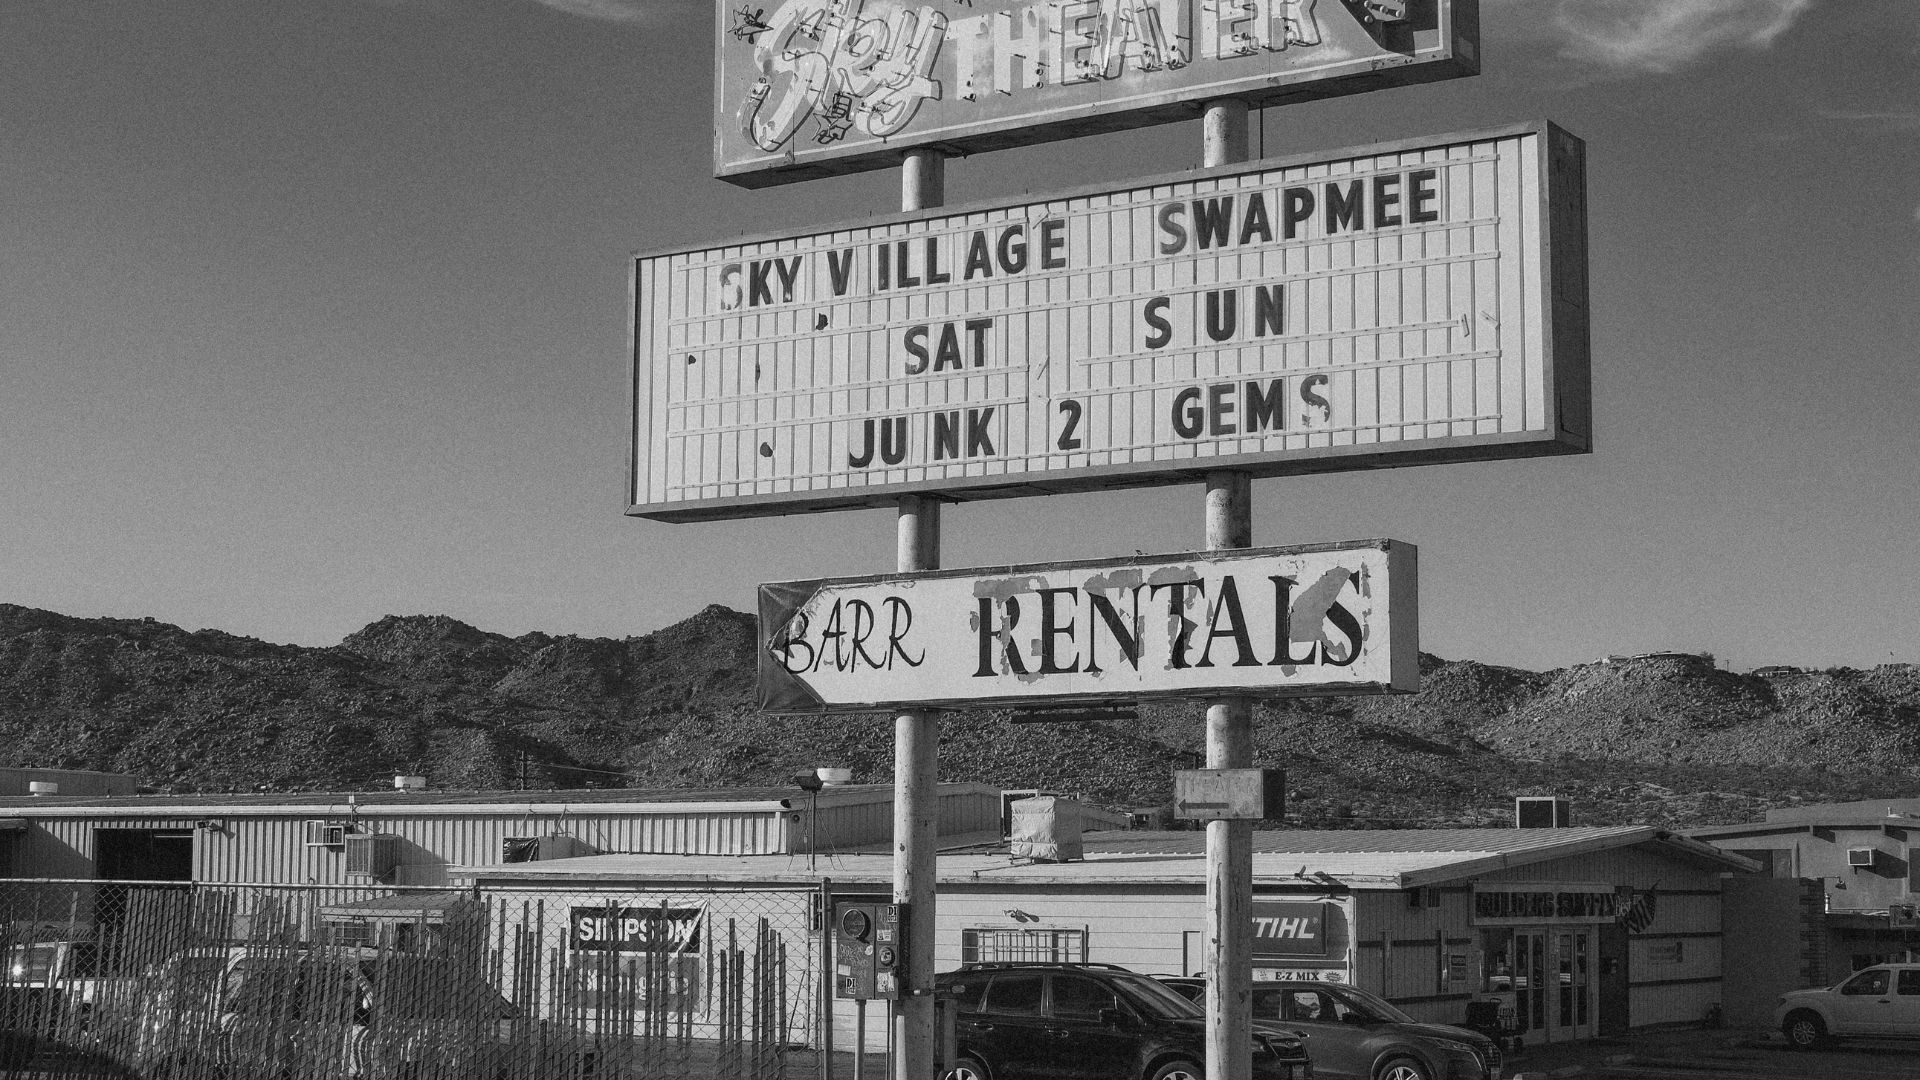 Sky THEATER
SKY VILLAGE SWAPMEE
SAT SUN
JUNK 2 GEMS
BARR RENTALS
SIMPSON
STIHL
E-Z MIX
BUILDERS SUPPLY